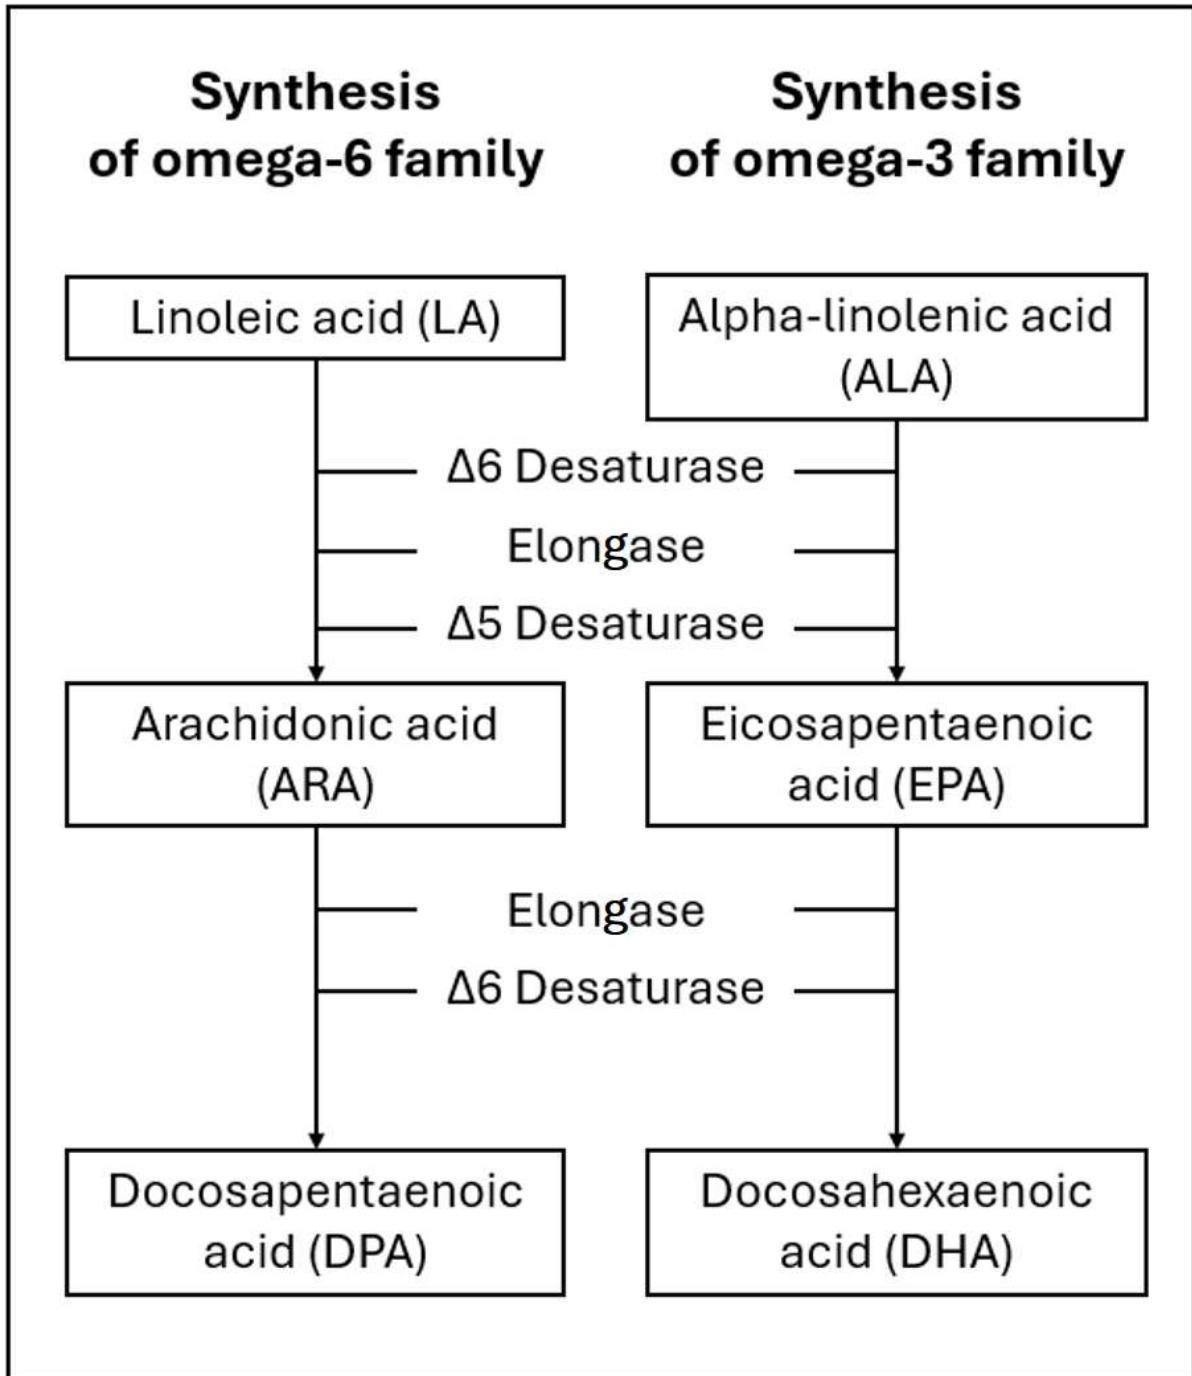 Synthesis
of omega-6 family
Synthesis
of omega-3 family
Linoleic acid (LA)
Alpha-linolenic acid
(ALA)
Δ6 Desaturase
Elongase
Δ5 Desaturase
Arachidonic acid
(ARA)
Eicosapentaenoic
acid (EPA)
Elongase
Δ6 Desaturase
Docosapentaenoic
acid (DPA)
Docosahexaenoic
acid (DHA)